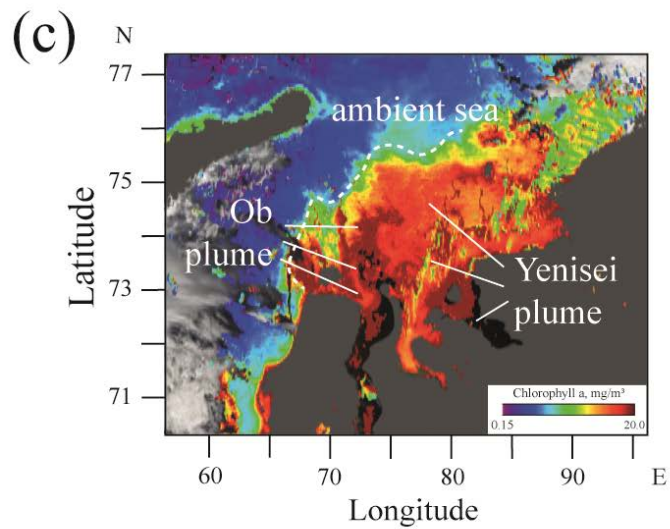 (c)
N
77
75
73
71
Latitude
ambient sea
Ob
plume
Yenisei
plume
Chlorophyll a, mg/m³
0.15 20.0
60 70 80 90 E
Longitude